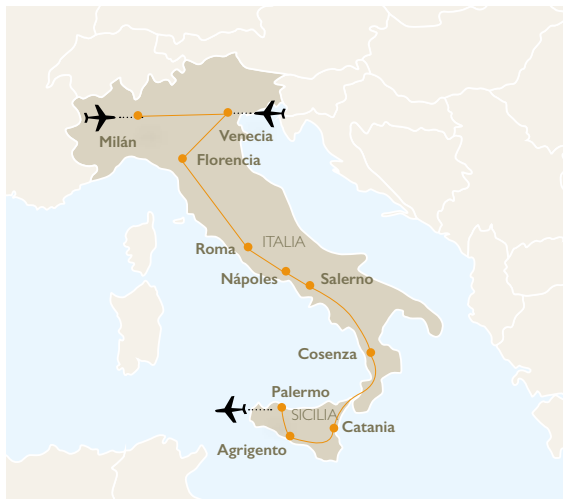 Milán
Venecia
Florencia
Roma
ITALIA
Nápoles
Salerno
Cosenza
Palermo
SICILIA
Catania
Agrigento